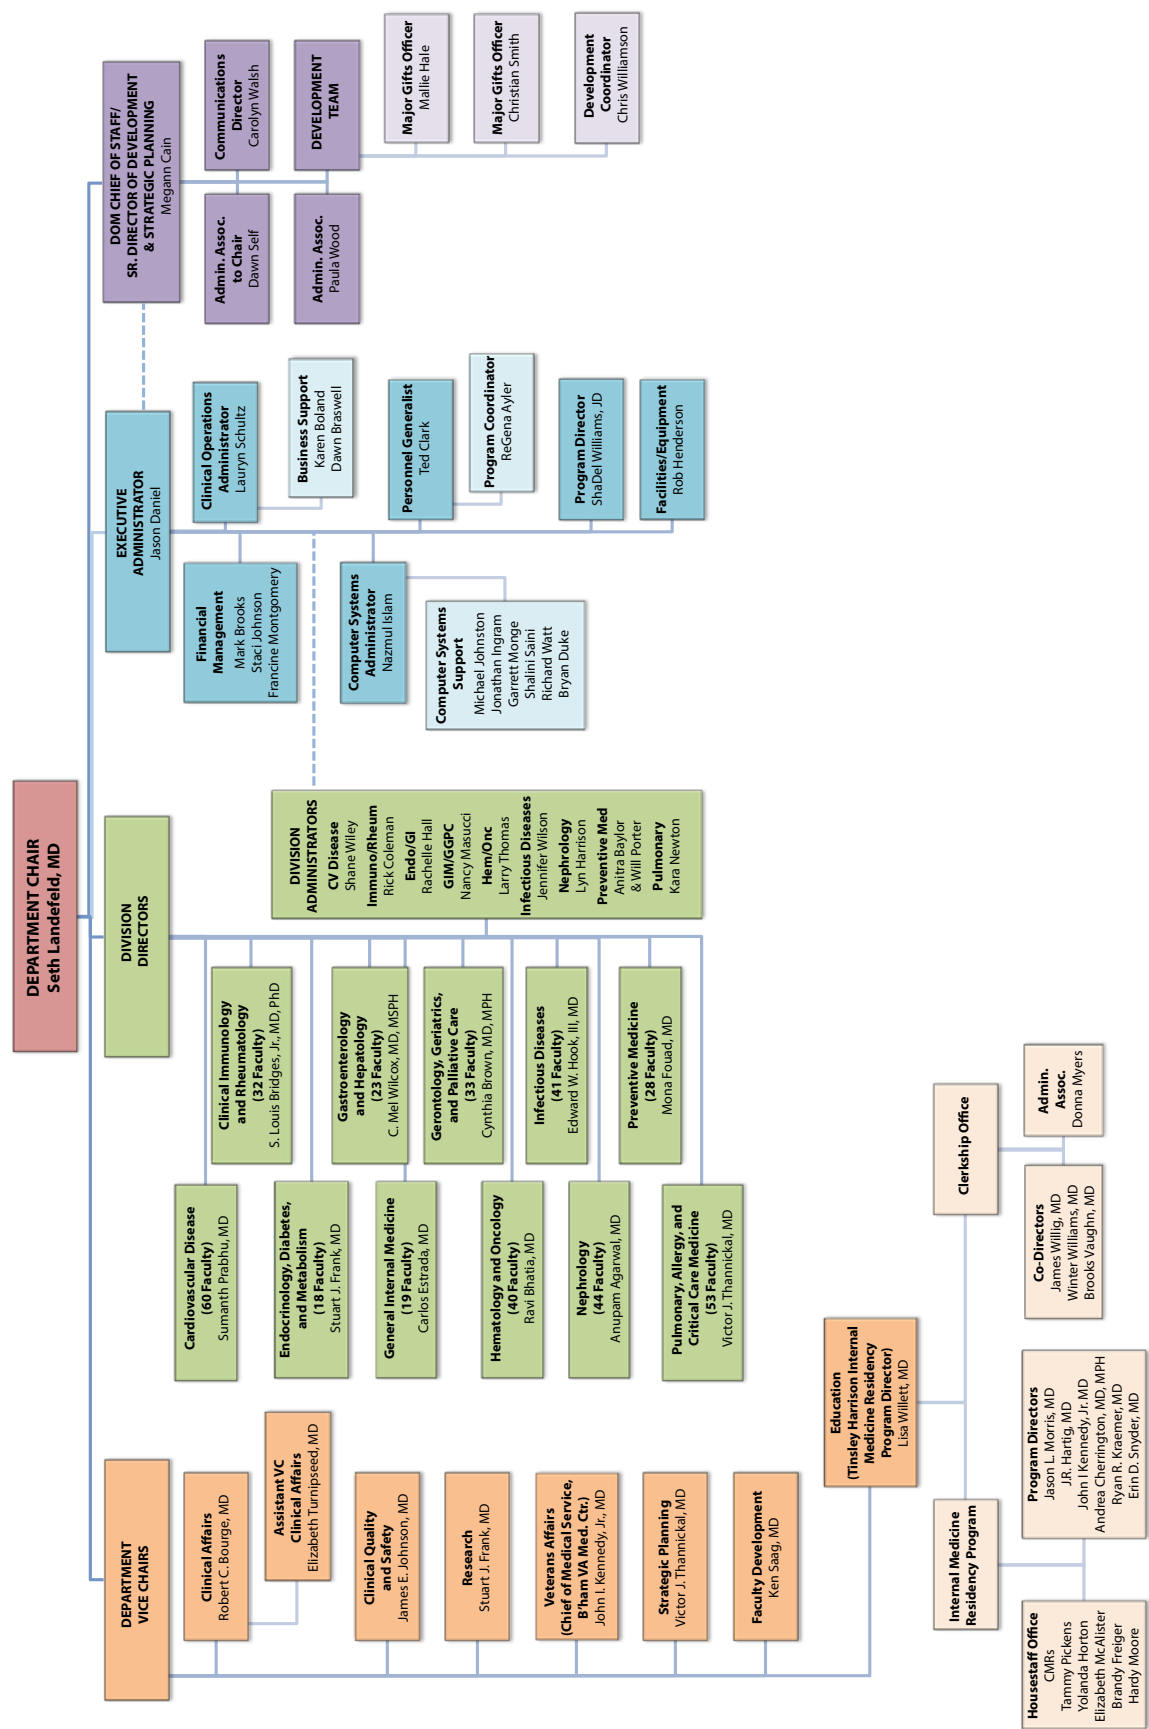 DEPARTMENT CHAIR
Seth Landefeld, MD
DEPARTMENT
VICE CHAIRS
Clinical Affairs
Robert C. Bourge, MD
Assistant VC
Clinical Affairs
Elizabeth Turnipseed, MD
Clinical Quality
and Safety
James E. Johnson, MD
Research
Stuart J. Frank, MD
Veterans Affairs
(Chief of Medical Service,
B'ham VA Med. Ctr.)
John I. Kennedy, Jr., MD
Strategic Planning
Victor J. Thannickal, MD
Faculty Development
Ken Saag, MD
Education
(Tinsley Harrison Internal
Medicine Residency
Program Director)
Lisa Willett, MD
Internal Medicine
Residency Program
Housestaff Office
CMRs
Tammy Pickens
Yolanda Horton
Elizabeth McAlister
Brandy Freiger
Hardy Moore
Program Directors
Jason L. Morris, MD
J.R. Hartig, MD
John I Kennedy, Jr. MD
Andrea Cherrington, MD, MPH
Ryan R. Kraemer, MD
Erin D. Snyder, MD
Clerkship Office
Co-Directors
James Willig, MD
Winter Williams, MD
Brooks Vaughn, MD
Admin.
Assoc.
Donna Myers
DIVISION
DIRECTORS
Cardiovascular Disease
(60 Faculty)
Sumanth Prabhu, MD
Clinical Immunology
and Rheumatology
(32 Faculty)
S. Louis Bridges, Jr., MD, PhD
Endocrinology, Diabetes,
and Metabolism
(18 Faculty)
Stuart J. Frank, MD
Gastroenterology
and Hepatology
(23 Faculty)
C. Mel Wilcox, MD, MSPH
General Internal Medicine
(19 Faculty)
Carlos Estrada, MD
Gerontology, Geriatrics,
and Palliative Care
(33 Faculty)
Cynthia Brown, MD, MPH
Hematology and Oncology
(40 Faculty)
Ravi Bhatia, MD
Infectious Diseases
(41 Faculty)
Edward W. Hook, III, MD
Nephrology
(44 Faculty)
Anupam Agarwal, MD
Preventive Medicine
(28 Faculty)
Mona Fouad, MD
Pulmonary, Allergy, and
Critical Care Medicine
(53 Faculty)
Victor J. Thannickal, MD
DIVISION
ADMINISTRATORS
CV Disease
Shane Wiley
Immuno/Rheum
Rick Coleman
Endo/GI
Rachelle Hall
GIM/GGPC
Nancy Masucci
Hem/Onc
Larry Thomas
Infectious Diseases
Jennifer Wilson
Nephrology
Lyn Harrison
Preventive Med
Anitra Baylor
& Will Porter
Pulmonary
Kara Newton
EXECUTIVE
ADMINISTRATOR
Jason Daniel
Financial
Management
Mark Brooks
Staci Johnson
Francine Montgomery
Clinical Operations
Administrator
Lauryn Schultz
Business Support
Karen Boland
Dawn Braswell
Computer Systems
Administrator
Nazmul Islam
Computer Systems
Support
Michael Johnston
Jonathan Ingram
Garrett Monge
Shalini Saini
Richard Watt
Bryan Duke
Personnel Generalist
Ted Clark
Program Coordinator
ReGena Ayler
Program Director
ShaDel Williams, JD
Facilities/Equipment
Rob Henderson
DOM CHIEF OF STAFF/
SR. DIRECTOR OF DEVELOPMENT
& STRATEGIC PLANNING
Megann Cain
Admin. Assoc.
to Chair
Dawn Self
Communications
Director
Carolyn Walsh
Admin. Assoc.
Paula Wood
DEVELOPMENT
TEAM
Major Gifts Officer
Mallie Hale
Major Gifts Officer
Christian Smith
Development
Coordinator
Chris Williamson